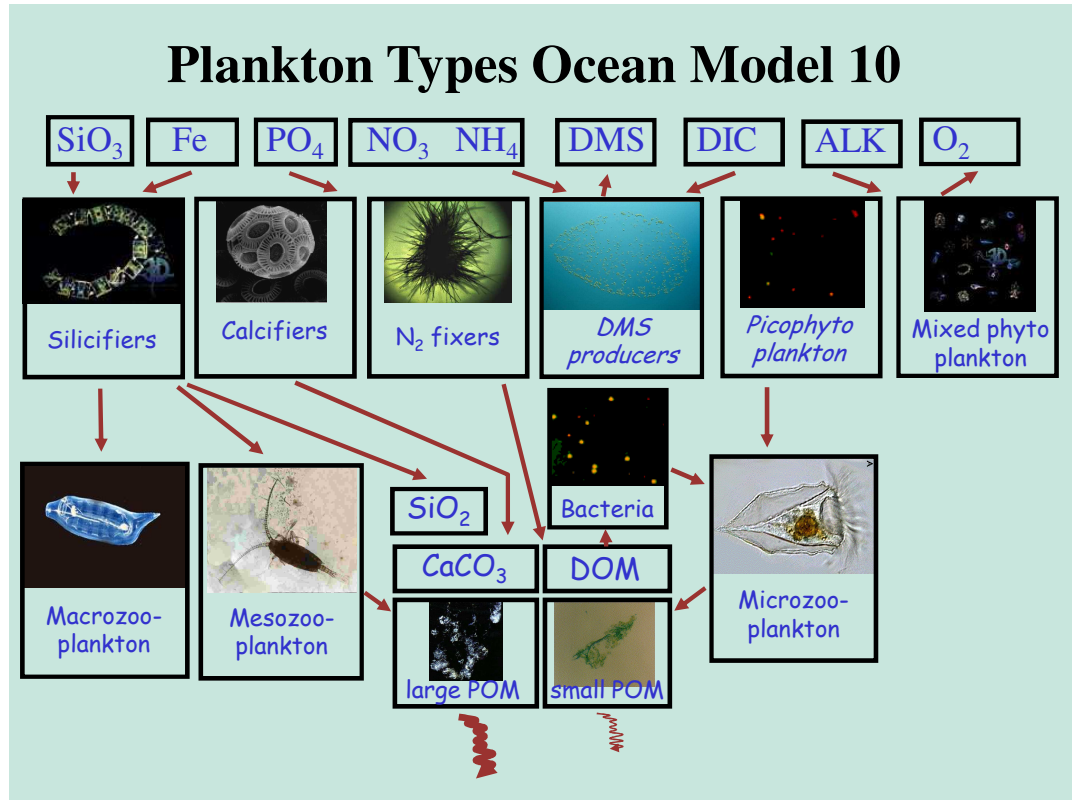 Plankton Types Ocean Model 10
SiO₃ Fe PO₄ NO₃ NH₄ DMS DIC ALK O₂
Silicifiers
Calcifiers
N₂ fixers
DMS
producers
Picophyto
plankton
Mixed phyto
plankton
Macrozoo-
plankton
Mesozoo-
plankton
SiO₂
CaCO₃
large POM
Bacteria
DOM
small POM
>
Microzoo-
plankton